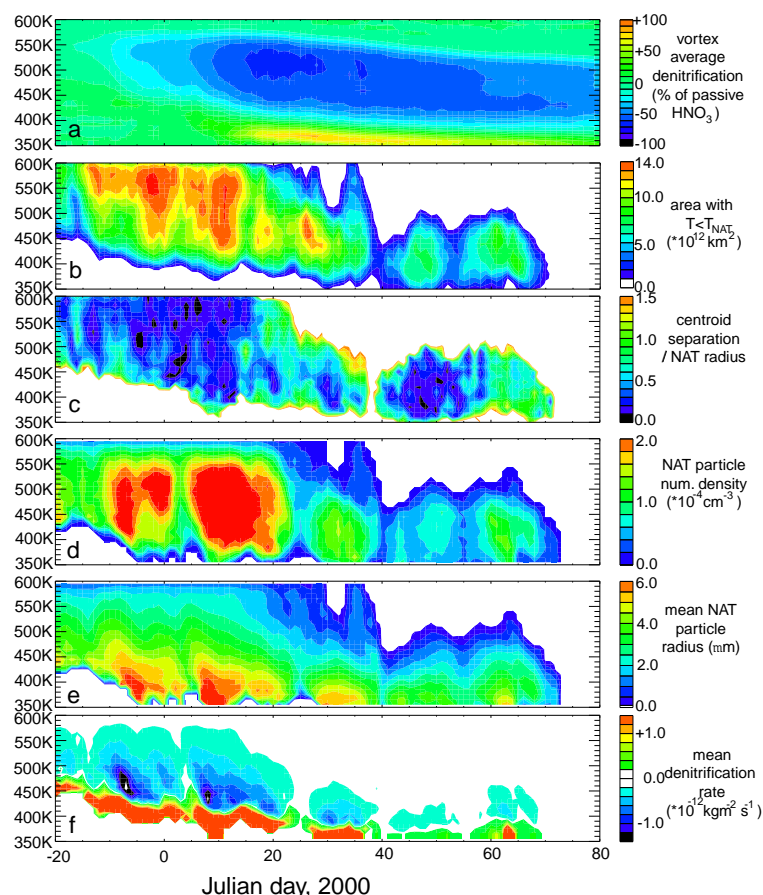 600K
550K
500K
450K
400K
350K
a
+100
+50
0
-50
-100
vortex
average
denitrification
(% of passive
HNO3)
600K
550K
500K
450K
400K
350K
b
14.0
10.0
5.0
0.0
area with
T<TNAT
(*10^12 km^2)
600K
550K
500K
450K
400K
350K
c
1.5
1.0
0.5
0.0
centroid
separation
/ NAT radius
600K
550K
500K
450K
400K
350K
d
2.0
1.0
0.0
NAT particle
num. density
(*10^-4 cm^-3)
600K
550K
500K
450K
400K
350K
e
6.0
4.0
2.0
0.0
mean NAT
particle
radius (mm)
600K
550K
500K
450K
400K
350K
f
+1.0
0.0
-1.0
mean
denitrification
rate
(*10^-12 kgm^-2 s^-1)
-20 0 20 40 60 80
Julian day, 2000